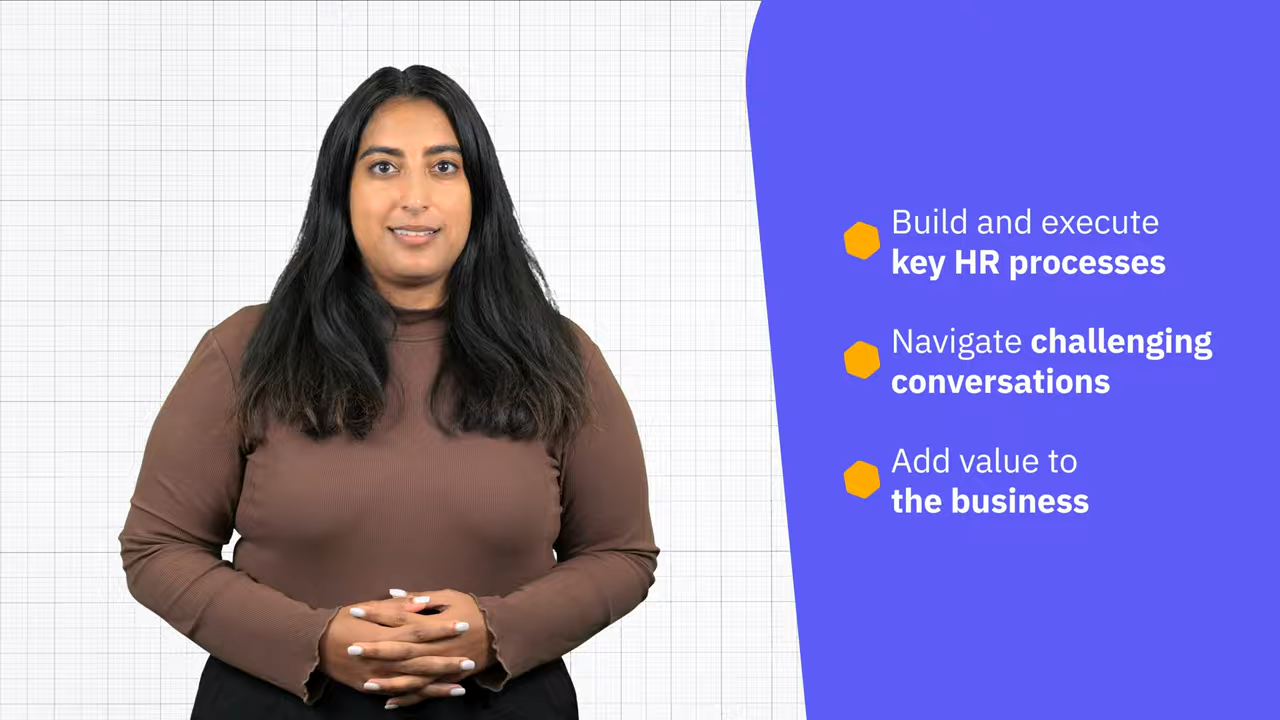 Build and execute
key HR processes
Navigate challenging
conversations
Add value to
the business